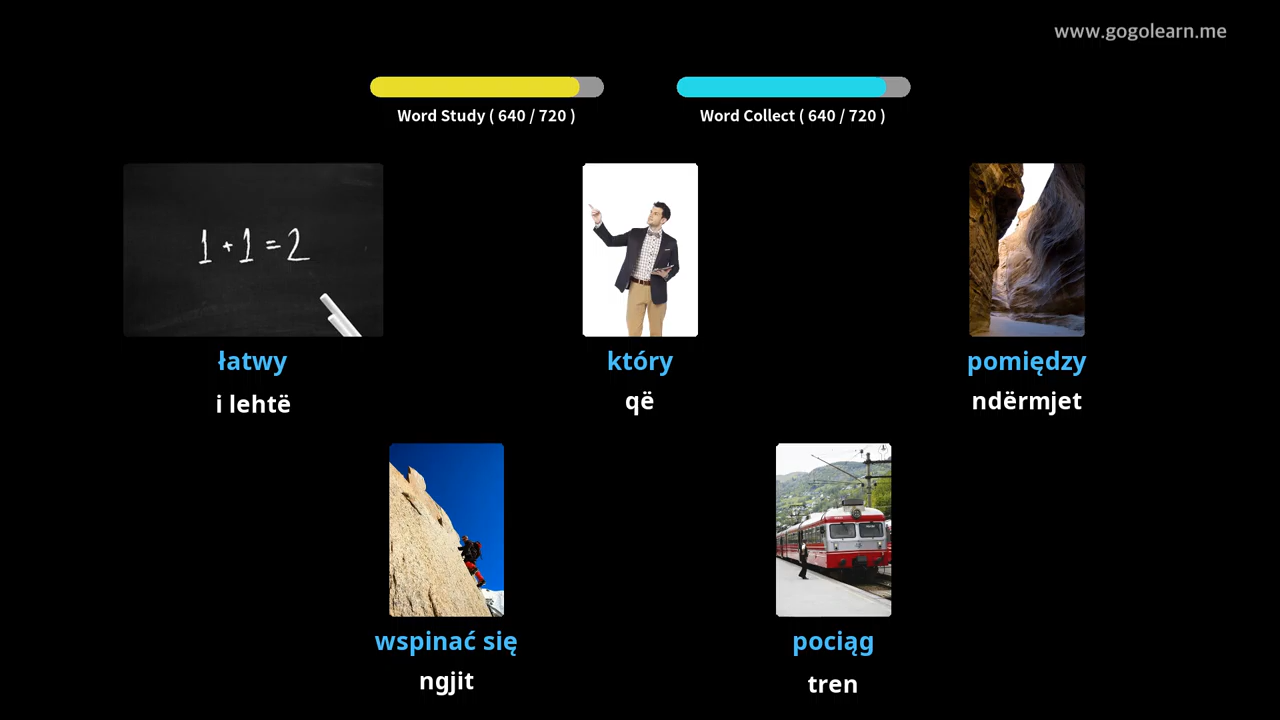 www.gogolearn.me
Word Study ( 640 / 720 )
Word Collect ( 640 / 720 )
1 + 1 = 2
łatwy
i lehtë
który
që
pomiędzy
ndërmjet
wspinać się
ngjit
pociąg
tren